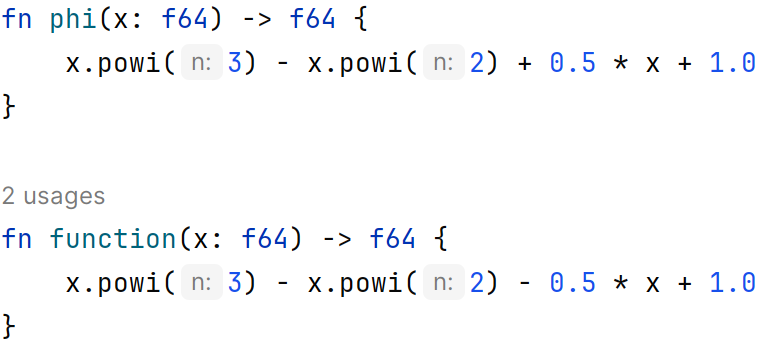 fn phi(x: f64) -> f64 {
    x.powi( n: 3) - x.powi( n: 2) + 0.5 * x + 1.0
}
2 usages
fn function(x: f64) -> f64 {
    x.powi( n: 3) - x.powi( n: 2) - 0.5 * x + 1.0
}